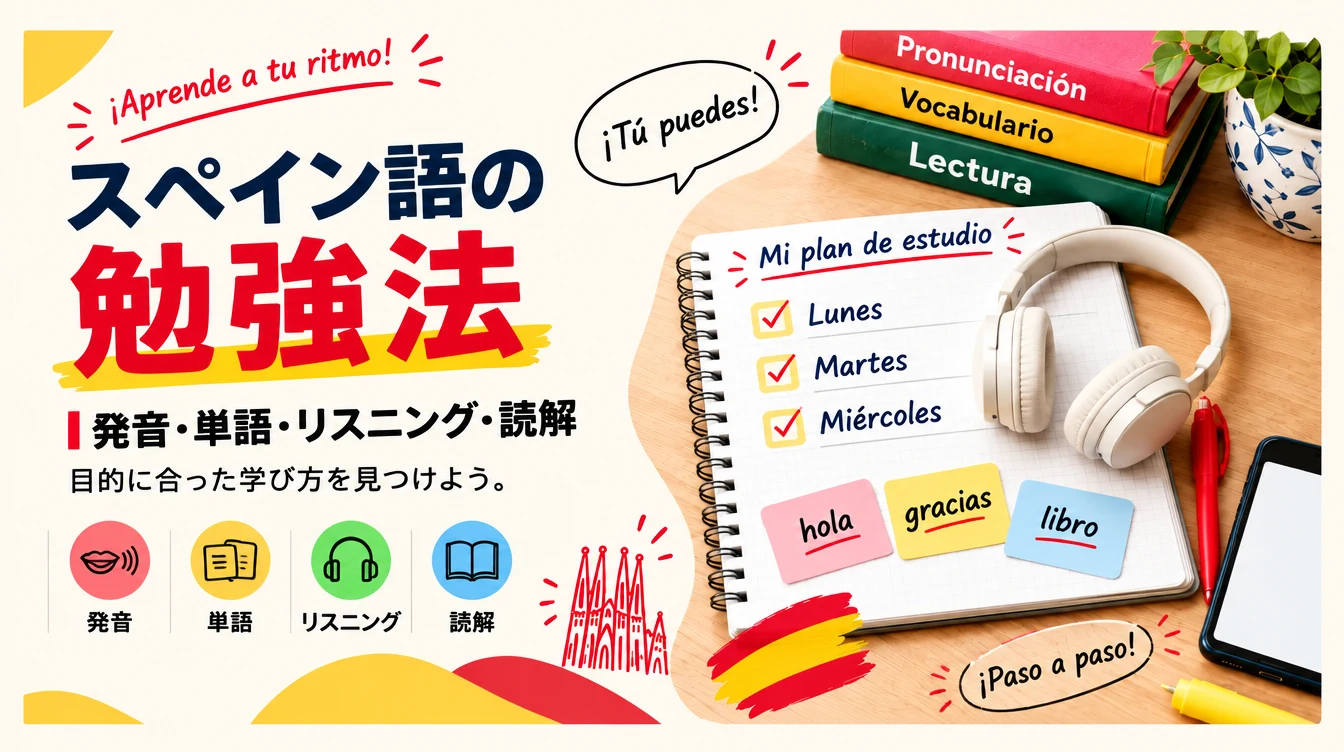 ¡Aprende a tu ritmo!
スペイン語の
勉強法
発音・単語・リスニング・読解
目的に合った学び方を見つけよう。
発音
単語
リスニング
読解
¡Tú puedes!
Pronunciación
Vocabulario
Lectura
Mi plan de estudio
Lunes
Martes
Miércoles
hola
gracias
libro
¡Paso a paso!